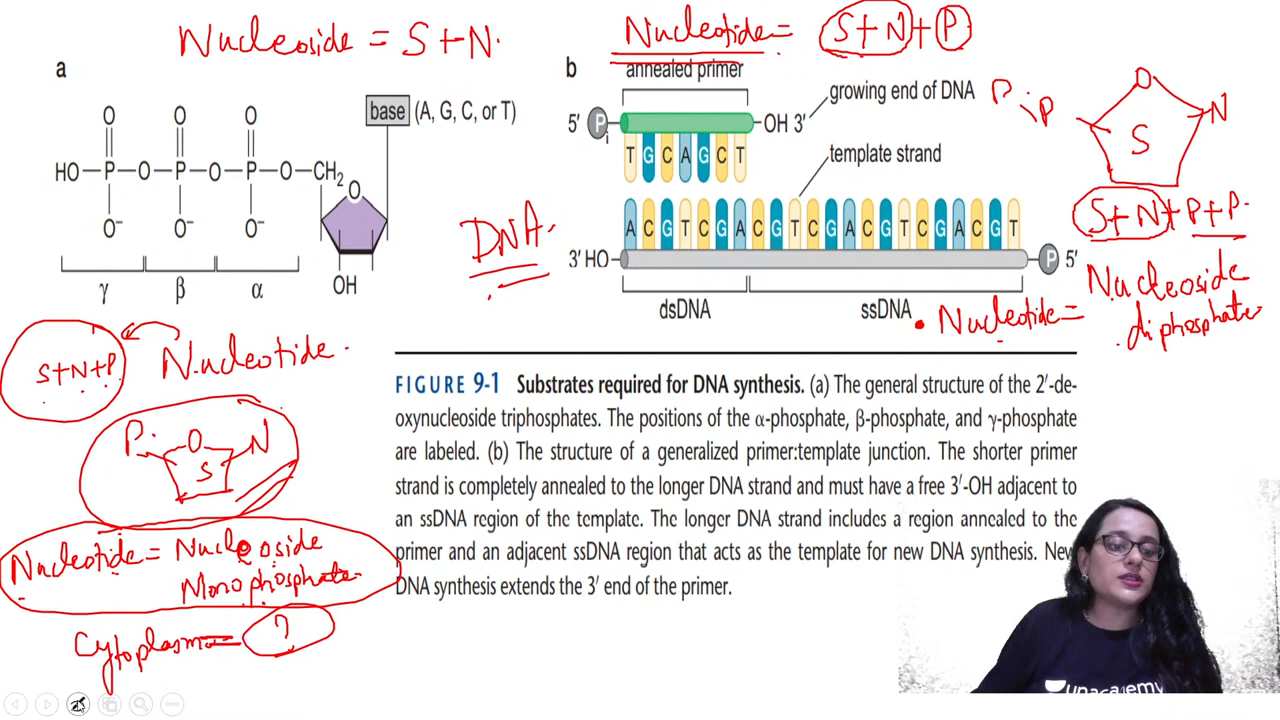 Nucleoside = S+N.
Nucleotide = S+N + P
a
b
annealed primer
growing end of DNA
base (A, G, C, or T)
5′ P i OH 3′
template strand
T G C A G C T
O O O
HO P O P O P O CH2
O
O− O− O−
OH
γ β α
DNA.
A C G T C G A C G T C G A C G T C G A C G T
3′ HO P 5′
dsDNA ssDNA
P P O N
S
S+N+P+P.
Nucleotide = Nucleoside
diphosphate
S+N+P Nucleotide.
P O N
S
Nucleotide = Nucleoside
Monophosphate
Cytoplasm = ?
FIGURE 9-1 Substrates required for DNA synthesis. (a) The general structure of the 2′-de-
oxynucleoside triphosphates. The positions of the α-phosphate, β-phosphate, and γ-phosphate
are labeled. (b) The structure of a generalized primer:template junction. The shorter primer
strand is completely annealed to the longer DNA strand and must have a free 3′-OH adjacent to
an ssDNA region of the template. The longer DNA strand includes a region annealed to the
primer and an adjacent ssDNA region that acts as the template for new DNA synthesis. New
DNA synthesis extends the 3′ end of the primer.
unacademy